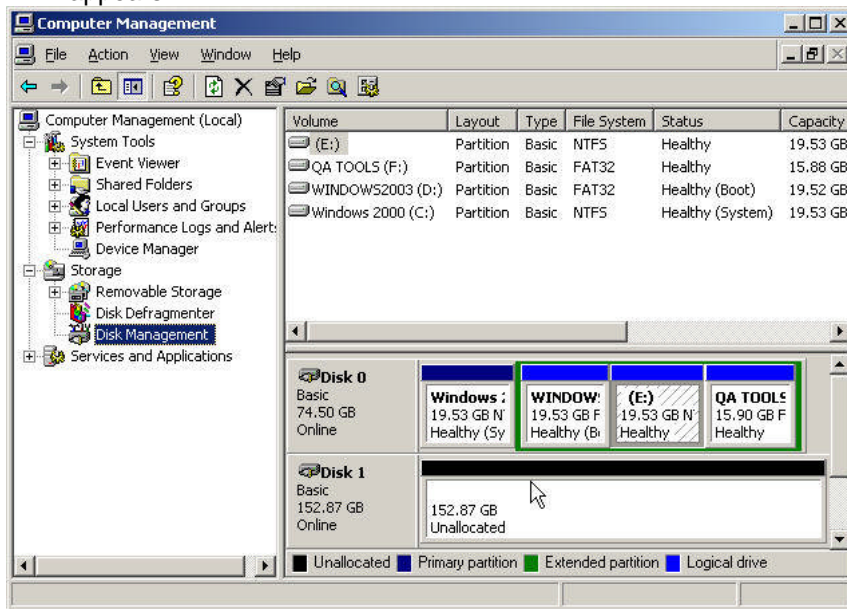 Computer Management
File Action View Window Help
Computer Management (Local)
System Tools
Event Viewer
Shared Folders
Local Users and Groups
Performance Logs and Alert
Device Manager
Storage
Removable Storage
Disk Defragmenter
Disk Management
Services and Applications
Volume Layout Type File System Status Capacity
(E:) Partition Basic NTFS Healthy 19.53 GB
QA TOOLS (F:) Partition Basic FAT32 Healthy 15.88 GB
WINDOWS2003 (D:) Partition Basic FAT32 Healthy (Boot) 19.52 GB
Windows 2000 (C:) Partition Basic NTFS Healthy (System) 19.53 GB
Disk 0
Basic
74.50 GB
Online
Windows
19.53 GB N
Healthy (Sy
WINDOW
19.53 GB F
Healthy (B
(E:)
19.53 GB N
Healthy
QA TOOLS
15.90 GB F
Healthy
Disk 1
Basic
152.87 GB
Online
152.87 GB
Unallocated
Unallocated Primary partition Extended partition Logical drive